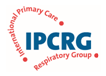 International Primary Care
IPCRG
Respiratory Group